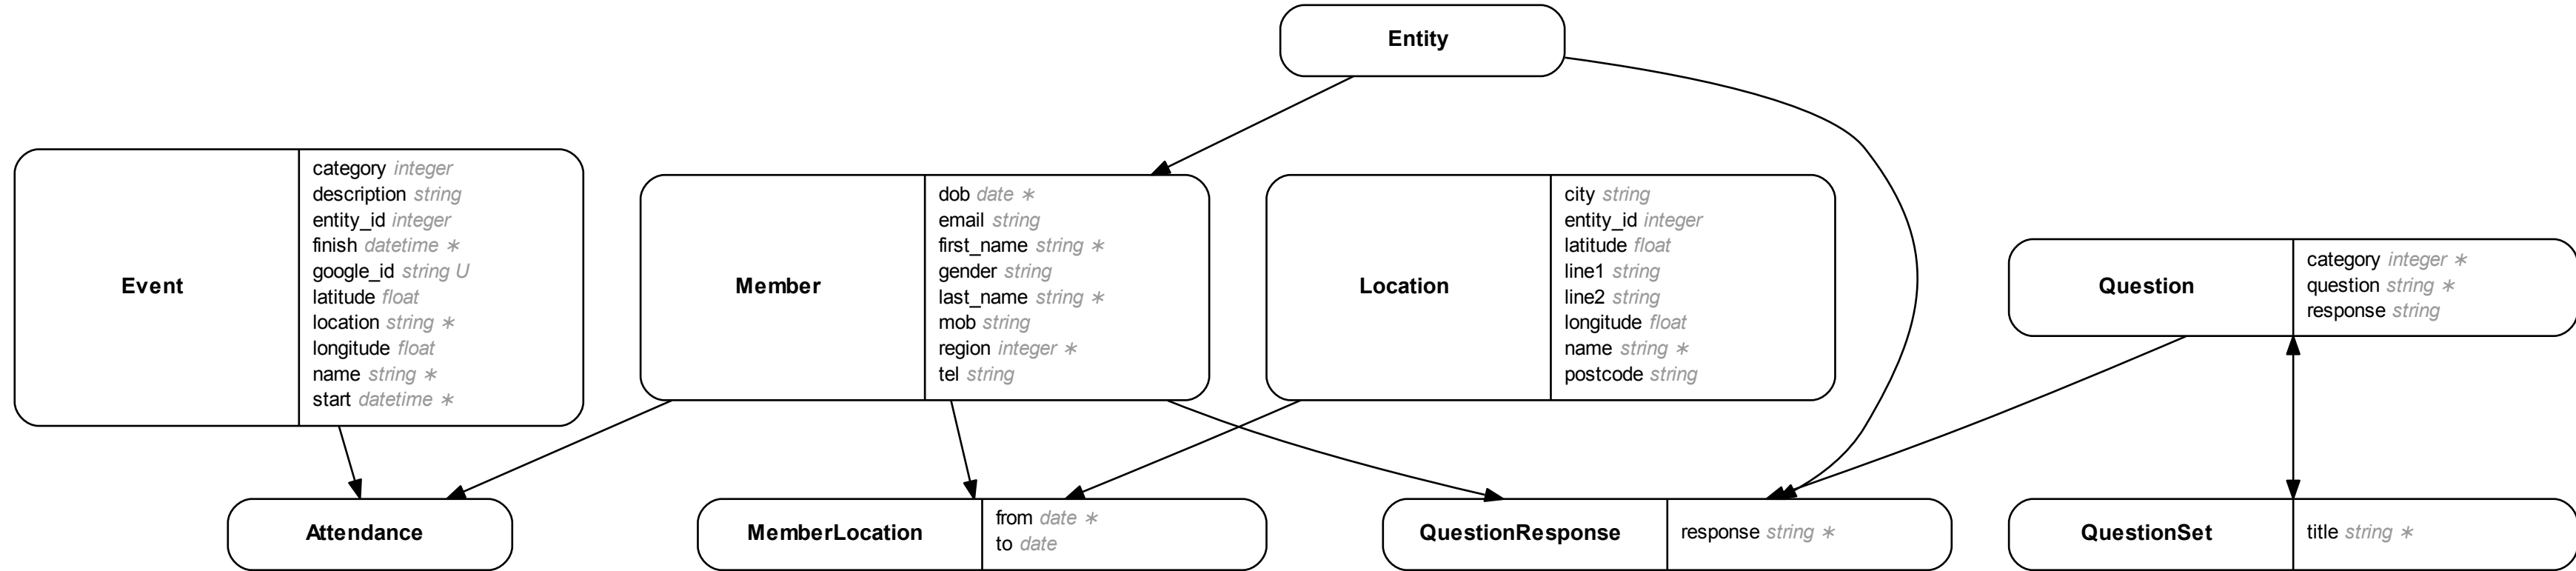 Entity
Event
category integer
description string
entity_id integer
finish datetime ∗
google_id string U
latitude float
location string ∗
longitude float
name string ∗
start datetime ∗
Member
dob date ∗
email string
first_name string ∗
gender string
last_name string ∗
mob string
region integer ∗
tel string
Location
city string
entity_id integer
latitude float
line1 string
line2 string
longitude float
name string ∗
postcode string
Question
category integer ∗
question string ∗
response string
Attendance
MemberLocation
from date ∗
to date
QuestionResponse
response string ∗
QuestionSet
title string ∗